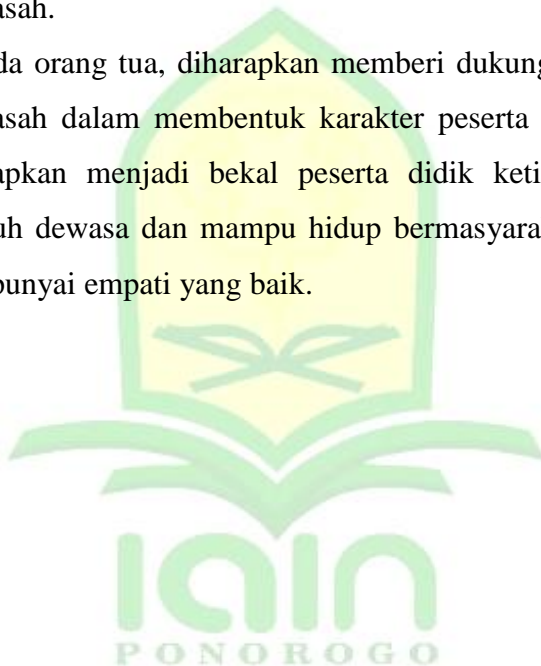 asah.
da orang tua, diharapkan memberi dukung
asah dalam membentuk karakter peserta
apkan menjadi bekal peserta didik keti
uh dewasa dan mampu hidup bermasyara
punyai empati yang baik.
iain
PONOROGO